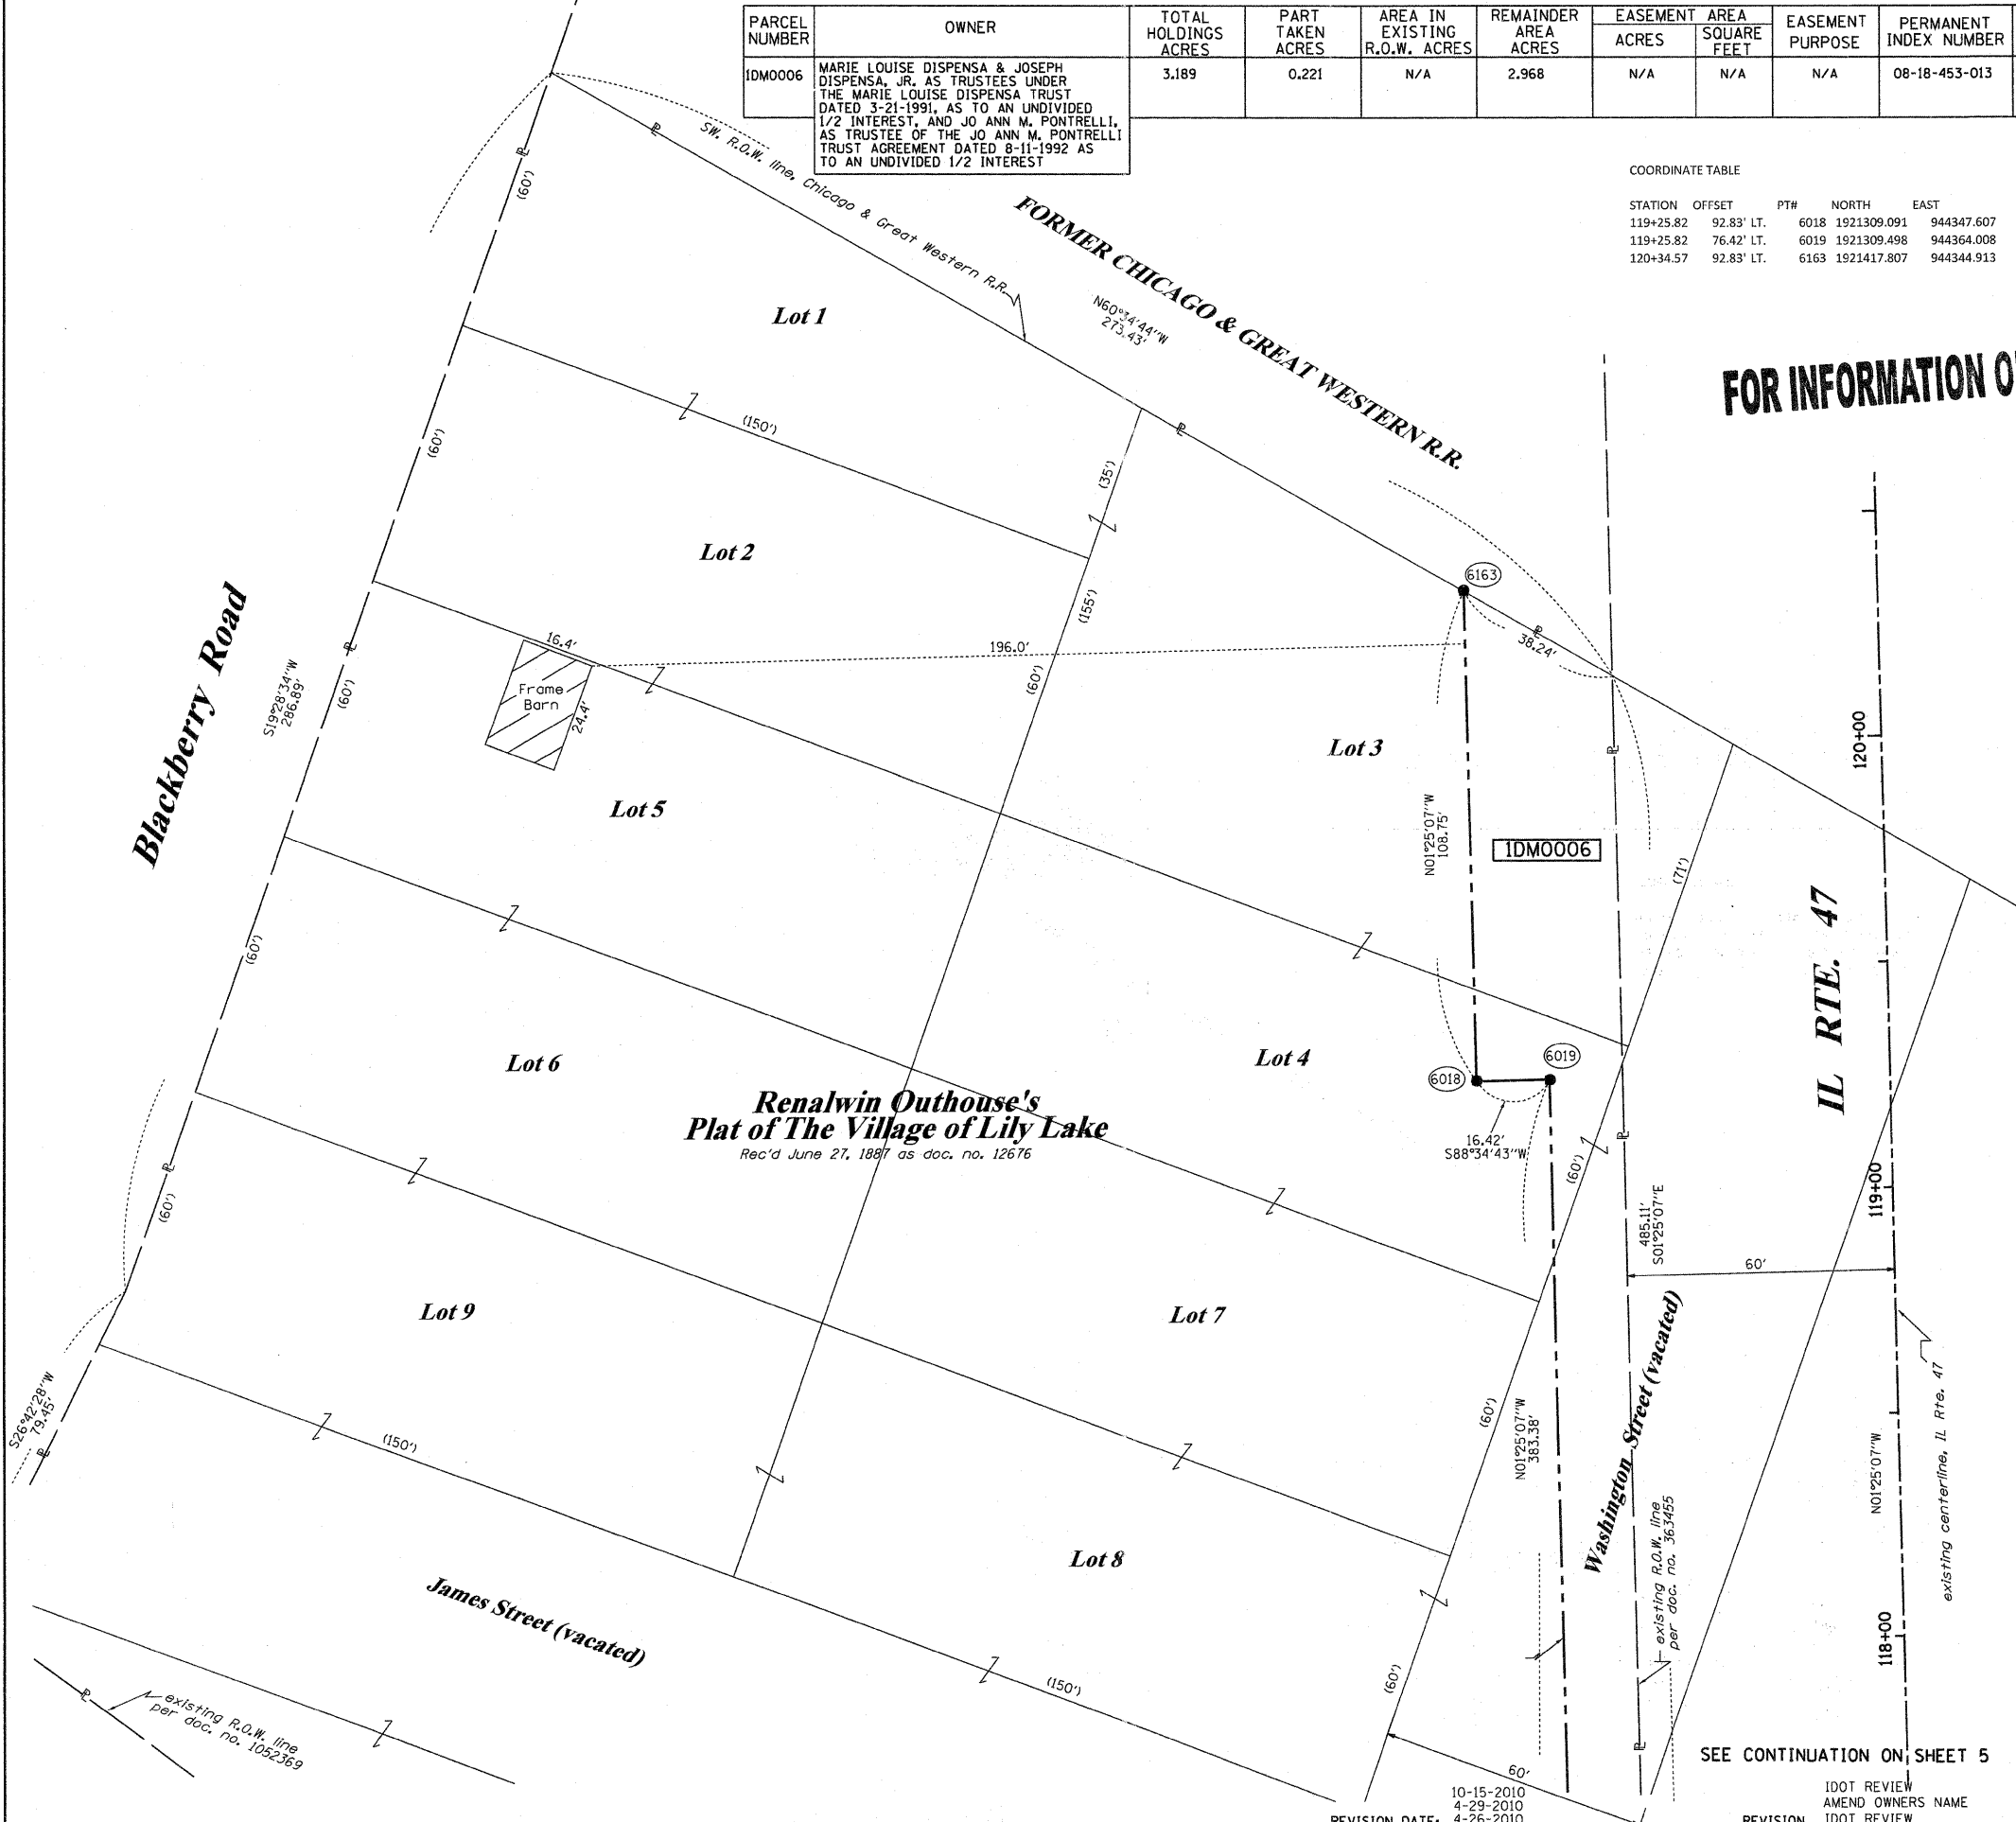 PARCEL NUMBER
OWNER
TOTAL HOLDINGS ACRES
PART TAKEN ACRES
AREA IN EXISTING R.O.W. ACRES
REMAINDER AREA ACRES
EASEMENT AREA
ACRES
SQUARE FEET
EASEMENT PURPOSE
PERMANENT INDEX NUMBER
1DM0006
MARIE LOUISE DISPENSA & JOSEPH
DISPENSA, JR. AS TRUSTEES UNDER
THE MARIE LOUISE DISPENSA TRUST
DATED 3-21-1991, AS TO AN UNDIVIDED
1/2 INTEREST, AND JO ANN M. PONTRELLI,
AS TRUSTEE OF THE JO ANN M. PONTRELLI
TRUST AGREEMENT DATED 8-11-1992 AS
TO AN UNDIVIDED 1/2 INTEREST
3.189
0.221
N/A
2.968
N/A
N/A
N/A
08-18-453-013
COORDINATE TABLE
STATION OFFSET PT# NORTH EAST
119+25.82 92.83' LT. 6018 1921309.091 944347.607
119+25.82 76.42' LT. 6019 1921309.498 944364.008
120+34.57 92.83' LT. 6163 1921417.807 944344.913
FOR INFORMATION O
SW. R.O.W. line, Chicago & Great Western R.R.
FORMER CHICAGO & GREAT WESTERN R.R.
N60°34'44"W
273.43'
(60')
Lot 1
(60')
(150')
(35')
Lot 2
(155')
6163
38.24'
16.4'
196.0'
Frame
Barn
24.4'
(60')
(60')
S19°28'34"W
286.89'
Blackberry Road
Lot 3
120+00
Lot 5
N01°25'07"W
108.75'
1DM0006
(71')
IL RTE. 47
(60')
Lot 6
Lot 4
6018
6019
16.42'
S88°34'43"W
(60')
Renalwin Outhouse's
Plat of The Village of Lily Lake
Rec'd June 27, 1887 as doc. no. 12676
119+00
485.11'
S01°25'07"E
60'
(60')
Lot 9
Lot 7
(60')
S26°42'28"W
79.45'
(150')
N01°25'07"W
383.38'
Washington Street (vacated)
existing R.O.W. line
per doc. no. 363455
N01°25'07"W
existing centerline, IL Rte. 47
Lot 8
118+00
James Street (vacated)
(150')
(60')
existing R.O.W. line
per doc. no. 1052369
60'
SEE CONTINUATION ON SHEET 5
10-15-2010
4-29-2010
REVISION DATE: 4-26-2010
IDOT REVIEW
AMEND OWNERS NAME
REVISION IDOT REVIEW